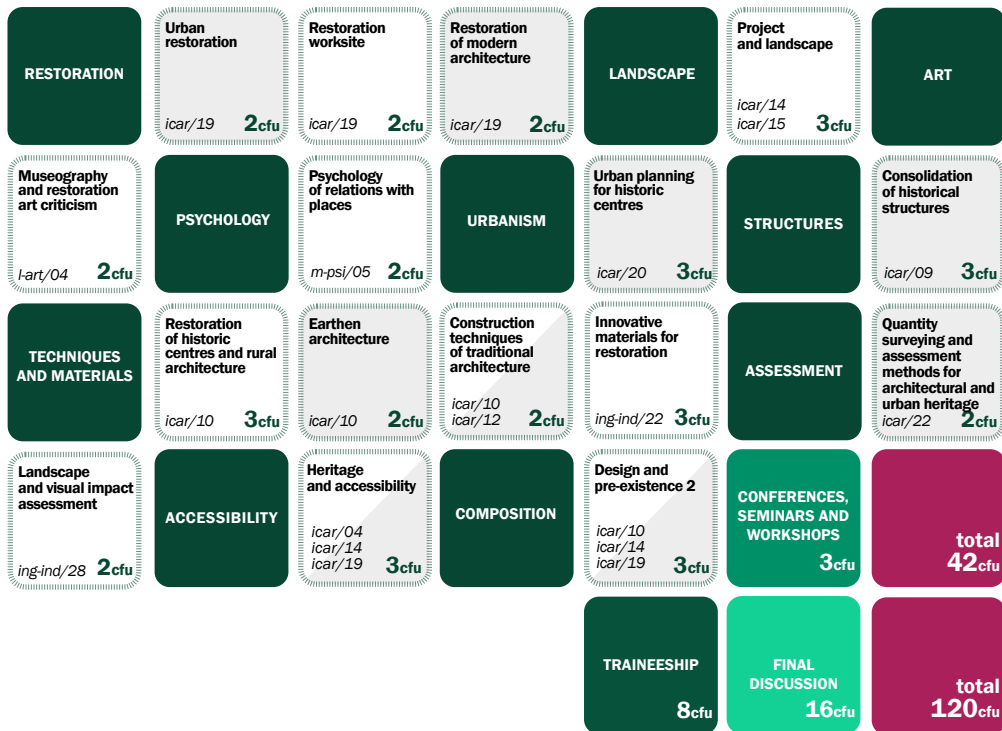 RESTORATION
Urban
restoration
icar/19 2cfu
Restoration
worksite
icar/19 2cfu
Restoration
of modern
architecture
icar/19 2cfu
LANDSCAPE
Project
and landscape
icar/14
icar/15 3cfu
ART
Museography
and restoration
art criticism
l-art/04 2cfu
PSYCHOLOGY
Psychology
of relations with
places
m-psi/05 2cfu
URBANISM
Urban planning
for historic
centres
icar/20 3cfu
STRUCTURES
Consolidation
of historical
structures
icar/09 3cfu
TECHNIQUES
AND MATERIALS
Restoration
of historic
centres and rural
architecture
icar/10 3cfu
Earthen
architecture
icar/10 2cfu
Construction
techniques
of traditional
architecture
icar/10
icar/12 2cfu
Innovative
materials for
restoration
ing-ind/22 3cfu
ASSESSMENT
Quantity
surveying and
assessment
methods for
architectural and
urban heritage
icar/22 2cfu
Landscape
and visual impact
assessment
ing-ind/28 2cfu
ACCESSIBILITY
Heritage
and accessibility
icar/04
icar/14
icar/19 3cfu
COMPOSITION
Design and
pre-existence 2
icar/10
icar/14
icar/19 3cfu
CONFERENCES,
SEMINARS AND
WORKSHOPS
3cfu
total
42cfu
TRAINEESHIP
8cfu
FINAL
DISCUSSION
16cfu
total
120cfu